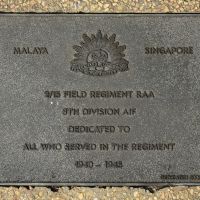 MALAYA SINGAPORE
2/15 FIELD REGIMENT RAA
8TH DIVISION AIF
DEDICATED TO
ALL WHO SERVED IN THE REGIMENT
1940 - 1945